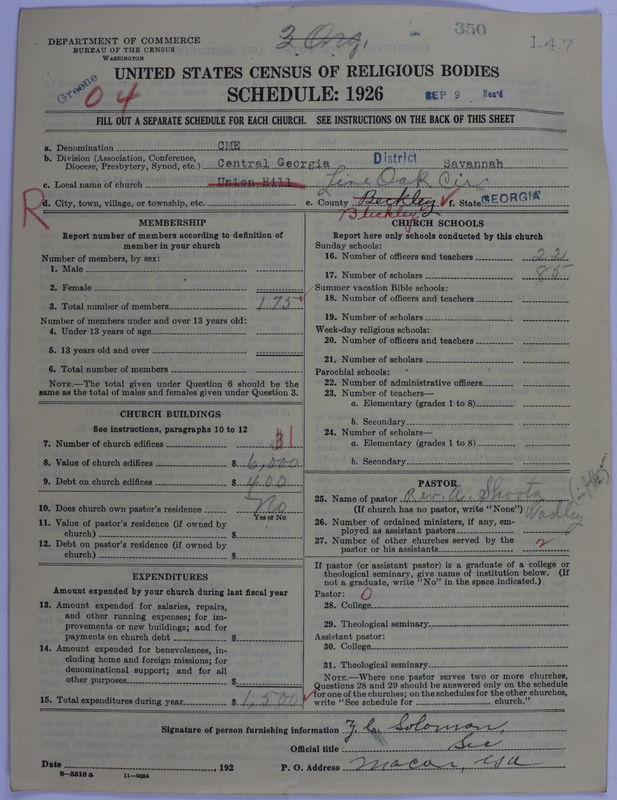 DEPARTMENT OF COMMERCE
BUREAU OF THE CENSUS
WASHINGTON
3 Org.
350
1-47
Greene
04
UNITED STATES CENSUS OF RELIGIOUS BODIES
SCHEDULE: 1926
SEP 9 Rec'd
FILL OUT A SEPARATE SCHEDULE FOR EACH CHURCH. SEE INSTRUCTIONS ON THE BACK OF THIS SHEET
a. Denomination CME
b. Division (Association, Conference, Diocese, Presbytery, Synod, etc.) Central Georgia District Savannah
c. Local name of church Union Hill Live Oak Cir
R
d. City, town, village, or township, etc. e. County Beckley f. State GEORGIA
Bleckley
MEMBERSHIP
Report number of members according to definition of
member in your church
Number of members, by sex:
1. Male
2. Female
3. Total number of members 175
Number of members under and over 13 years old:
4. Under 13 years of age
5. 13 years old and over
6. Total number of members
NOTE.—The total given under Question 6 should be the
same as the total of males and females given under Question 3.
CHURCH BUILDINGS
See instructions, paragraphs 10 to 12
7. Number of church edifices 3 1
8. Value of church edifices $ 6,000
9. Debt on church edifices $ 400
10. Does church own pastor's residence No
Yes or No
11. Value of pastor's residence (if owned by
church) $
12. Debt on pastor's residence (if owned by
church) $
EXPENDITURES
Amount expended by your church during last fiscal year
13. Amount expended for salaries, repairs,
and other running expenses; for im-
provements or new buildings; and for
payments on church debt $
14. Amount expended for benevolences, in-
cluding home and foreign missions; for
denominational support; and for all
other purposes $
15. Total expenditures during year $ 1,500
CHURCH SCHOOLS
Report here only schools conducted by this church
Sunday schools:
16. Number of officers and teachers 22
17. Number of scholars 85
Summer vacation Bible schools:
18. Number of officers and teachers
19. Number of scholars
Week-day religious schools:
20. Number of officers and teachers
21. Number of scholars
Parochial schools:
22. Number of administrative officers
23. Number of teachers—
a. Elementary (grades 1 to 8)
b. Secondary
24. Number of scholars—
a. Elementary (grades 1 to 8)
b. Secondary
PASTOR
25. Name of pastor Rev. A. Shoots
(If church has no pastor, write "None") Wadley
26. Number of ordained ministers, if any, em-
ployed as assistant pastors
27. Number of other churches served by the
pastor or his assistants 2
If pastor (or assistant pastor) is a graduate of a college or
theological seminary, give name of institution below. (If
not a graduate, write "No" in the space indicated.)
Pastor: 0
28. College
29. Theological seminary
Assistant pastor:
30. College
31. Theological seminary
NOTE.—Where one pastor serves two or more churches,
Questions 28 and 29 should be answered only on the schedule
for one of the churches; on the schedules for the other churches,
write "See schedule for church."
Signature of person furnishing information Solomon,
Official title Sec
Date , 192 P. O. Address Macon, Ga
8-5518 a 11-9054